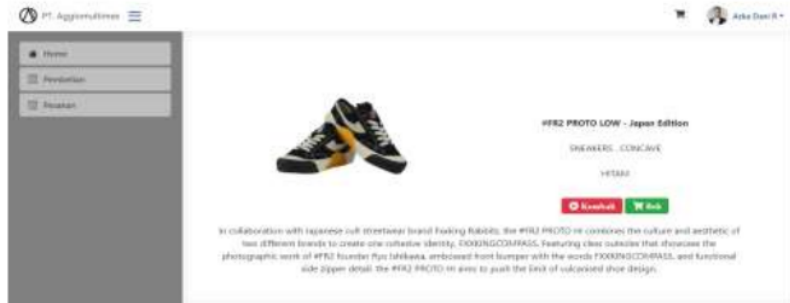 PT. Aggiomultimex
Aska Dani R
Home
Pembelian
Pesanan
#FR2 PROTO LOW - Japan Edition
SNEAKERS , CONCAVE
HITAM
Kembali
Beli
In collaboration with Japanese cult streetwear brand Fxxking Rabbits, the #FR2 PROTO HI combines the culture and aesthetic of
two different brands to create one cohesive identity, FXXKINGCOMPASS. Featuring clear outsoles that showcase the
photographic work of #FR2 founder Ryo Ishikawa, embossed front bumper with the words FXXKINGCOMPASS, and functional
side zipper detail, the #FR2 PROTO HI aims to push the limit of vulcanised shoe design.